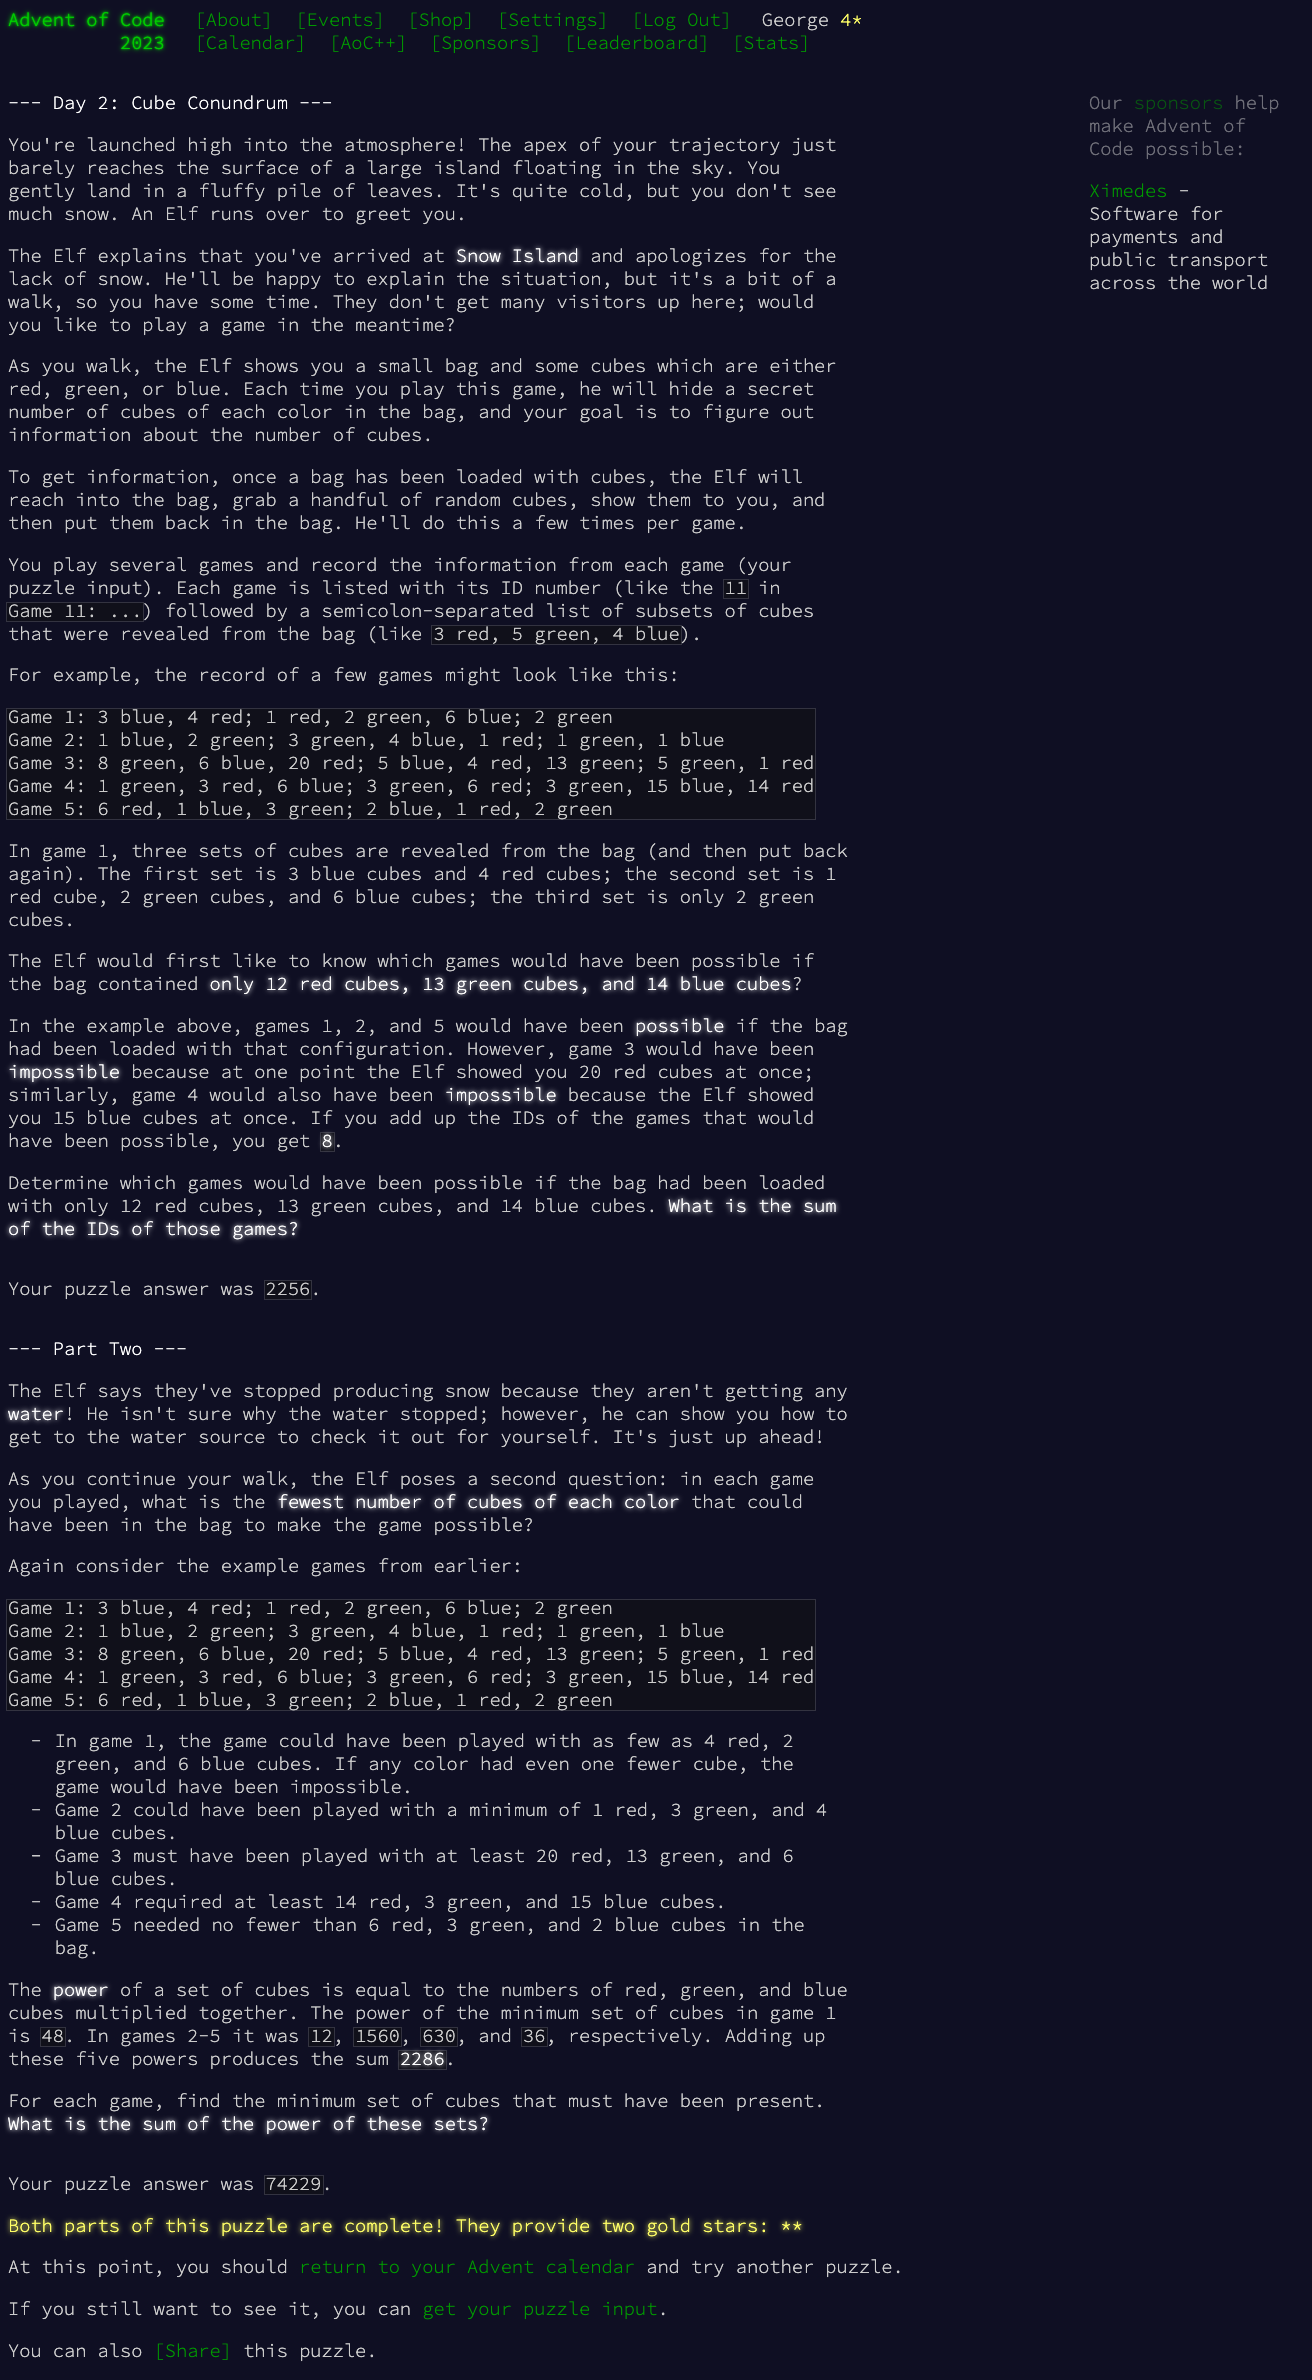 Advent of Code [About] [Events] [Shop] [Settings] [Log Out] George 4*
2023 [Calendar] [AoC++] [Sponsors] [Leaderboard] [Stats]
--- Day 2: Cube Conundrum ---
You're launched high into the atmosphere! The apex of your trajectory just
barely reaches the surface of a large island floating in the sky. You
gently land in a fluffy pile of leaves. It's quite cold, but you don't see
much snow. An Elf runs over to greet you.
The Elf explains that you've arrived at Snow Island and apologizes for the
lack of snow. He'll be happy to explain the situation, but it's a bit of a
walk, so you have some time. They don't get many visitors up here; would
you like to play a game in the meantime?
As you walk, the Elf shows you a small bag and some cubes which are either
red, green, or blue. Each time you play this game, he will hide a secret
number of cubes of each color in the bag, and your goal is to figure out
information about the number of cubes.
To get information, once a bag has been loaded with cubes, the Elf will
reach into the bag, grab a handful of random cubes, show them to you, and
then put them back in the bag. He'll do this a few times per game.
You play several games and record the information from each game (your
puzzle input). Each game is listed with its ID number (like the 11 in
Game 11: ...) followed by a semicolon-separated list of subsets of cubes
that were revealed from the bag (like 3 red, 5 green, 4 blue).
For example, the record of a few games might look like this:
Game 1: 3 blue, 4 red; 1 red, 2 green, 6 blue; 2 green
Game 2: 1 blue, 2 green; 3 green, 4 blue, 1 red; 1 green, 1 blue
Game 3: 8 green, 6 blue, 20 red; 5 blue, 4 red, 13 green; 5 green, 1 red
Game 4: 1 green, 3 red, 6 blue; 3 green, 6 red; 3 green, 15 blue, 14 red
Game 5: 6 red, 1 blue, 3 green; 2 blue, 1 red, 2 green
In game 1, three sets of cubes are revealed from the bag (and then put back
again). The first set is 3 blue cubes and 4 red cubes; the second set is 1
red cube, 2 green cubes, and 6 blue cubes; the third set is only 2 green
cubes.
The Elf would first like to know which games would have been possible if
the bag contained only 12 red cubes, 13 green cubes, and 14 blue cubes?
In the example above, games 1, 2, and 5 would have been possible if the bag
had been loaded with that configuration. However, game 3 would have been
impossible because at one point the Elf showed you 20 red cubes at once;
similarly, game 4 would also have been impossible because the Elf showed
you 15 blue cubes at once. If you add up the IDs of the games that would
have been possible, you get 8.
Determine which games would have been possible if the bag had been loaded
with only 12 red cubes, 13 green cubes, and 14 blue cubes. What is the sum
of the IDs of those games?
Your puzzle answer was 2256.
--- Part Two ---
The Elf says they've stopped producing snow because they aren't getting any
water! He isn't sure why the water stopped; however, he can show you how to
get to the water source to check it out for yourself. It's just up ahead!
As you continue your walk, the Elf poses a second question: in each game
you played, what is the fewest number of cubes of each color that could
have been in the bag to make the game possible?
Again consider the example games from earlier:
Game 1: 3 blue, 4 red; 1 red, 2 green, 6 blue; 2 green
Game 2: 1 blue, 2 green; 3 green, 4 blue, 1 red; 1 green, 1 blue
Game 3: 8 green, 6 blue, 20 red; 5 blue, 4 red, 13 green; 5 green, 1 red
Game 4: 1 green, 3 red, 6 blue; 3 green, 6 red; 3 green, 15 blue, 14 red
Game 5: 6 red, 1 blue, 3 green; 2 blue, 1 red, 2 green
- In game 1, the game could have been played with as few as 4 red, 2
green, and 6 blue cubes. If any color had even one fewer cube, the
game would have been impossible.
- Game 2 could have been played with a minimum of 1 red, 3 green, and 4
blue cubes.
- Game 3 must have been played with at least 20 red, 13 green, and 6
blue cubes.
- Game 4 required at least 14 red, 3 green, and 15 blue cubes.
- Game 5 needed no fewer than 6 red, 3 green, and 2 blue cubes in the
bag.
The power of a set of cubes is equal to the numbers of red, green, and blue
cubes multiplied together. The power of the minimum set of cubes in game 1
is 48. In games 2-5 it was 12, 1560, 630, and 36, respectively. Adding up
these five powers produces the sum 2286.
For each game, find the minimum set of cubes that must have been present.
What is the sum of the power of these sets?
Your puzzle answer was 74229.
Both parts of this puzzle are complete! They provide two gold stars: **
At this point, you should return to your Advent calendar and try another puzzle.
If you still want to see it, you can get your puzzle input.
You can also [Share] this puzzle.
Our sponsors help
make Advent of
Code possible:
Ximedes -
Software for
payments and
public transport
across the world